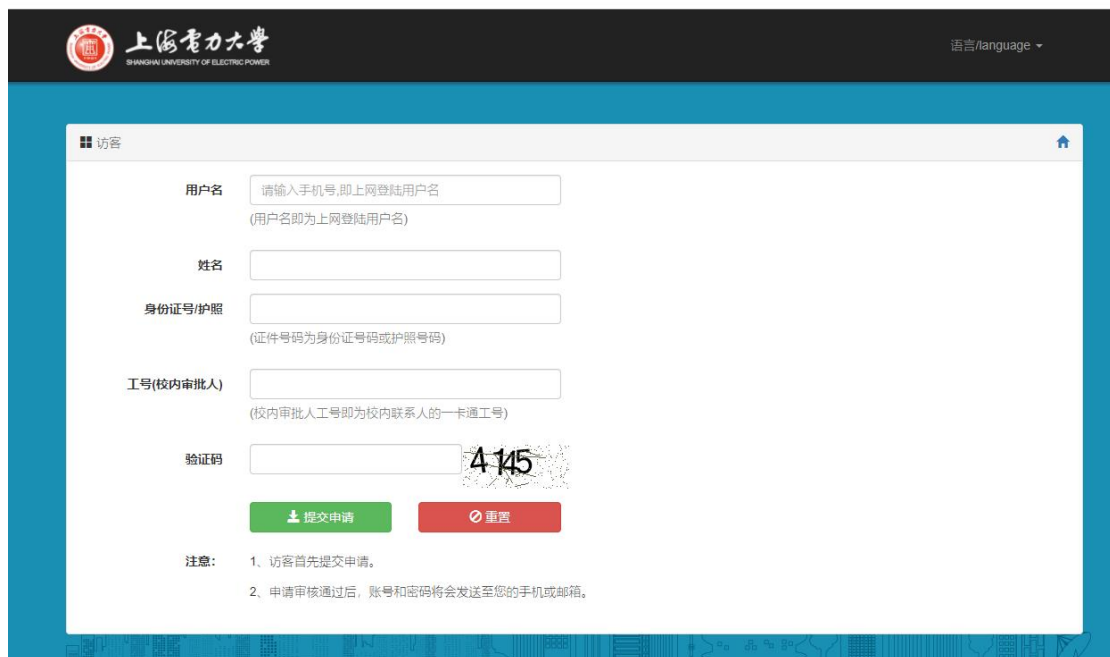 上海电力大学
SHANGHAI UNIVERSITY OF ELECTRIC POWER
语言/language
访客
用户名
请输入手机号,即上网登陆用户名
(用户名即为上网登陆用户名)
姓名
身份证号/护照
(证件号码为身份证号码或护照号码)
工号(校内审批人)
(校内审批人工号即为校内联系人的一卡通工号)
验证码
4145
提交申请
重置
注意：
1、访客首先提交申请。
2、申请审核通过后，账号和密码将会发送至您的手机或邮箱。